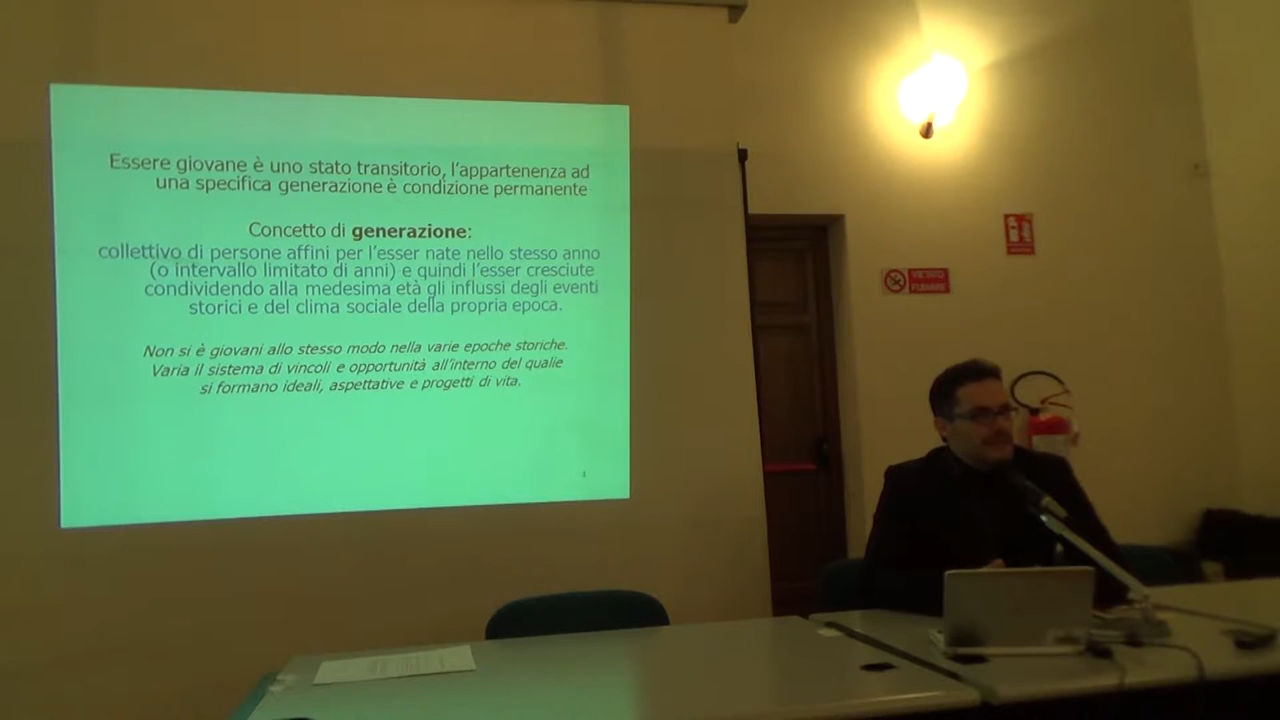 Essere giovane è uno stato transitorio, l'appartenenza ad
una specifica generazione è condizione permanente
Concetto di generazione:
collettivo di persone affini per l'esser nate nello stesso anno
(o intervallo limitato di anni) e quindi l'esser cresciute
condividendo alla medesima età gli influssi degli eventi
storici e del clima sociale della propria epoca.
Non si è giovani allo stesso modo nella varie epoche storiche.
Varia il sistema di vincoli e opportunità all'interno del qualie
si formano ideali, aspettative e progetti di vita.
4
VIETATO
FUMARE